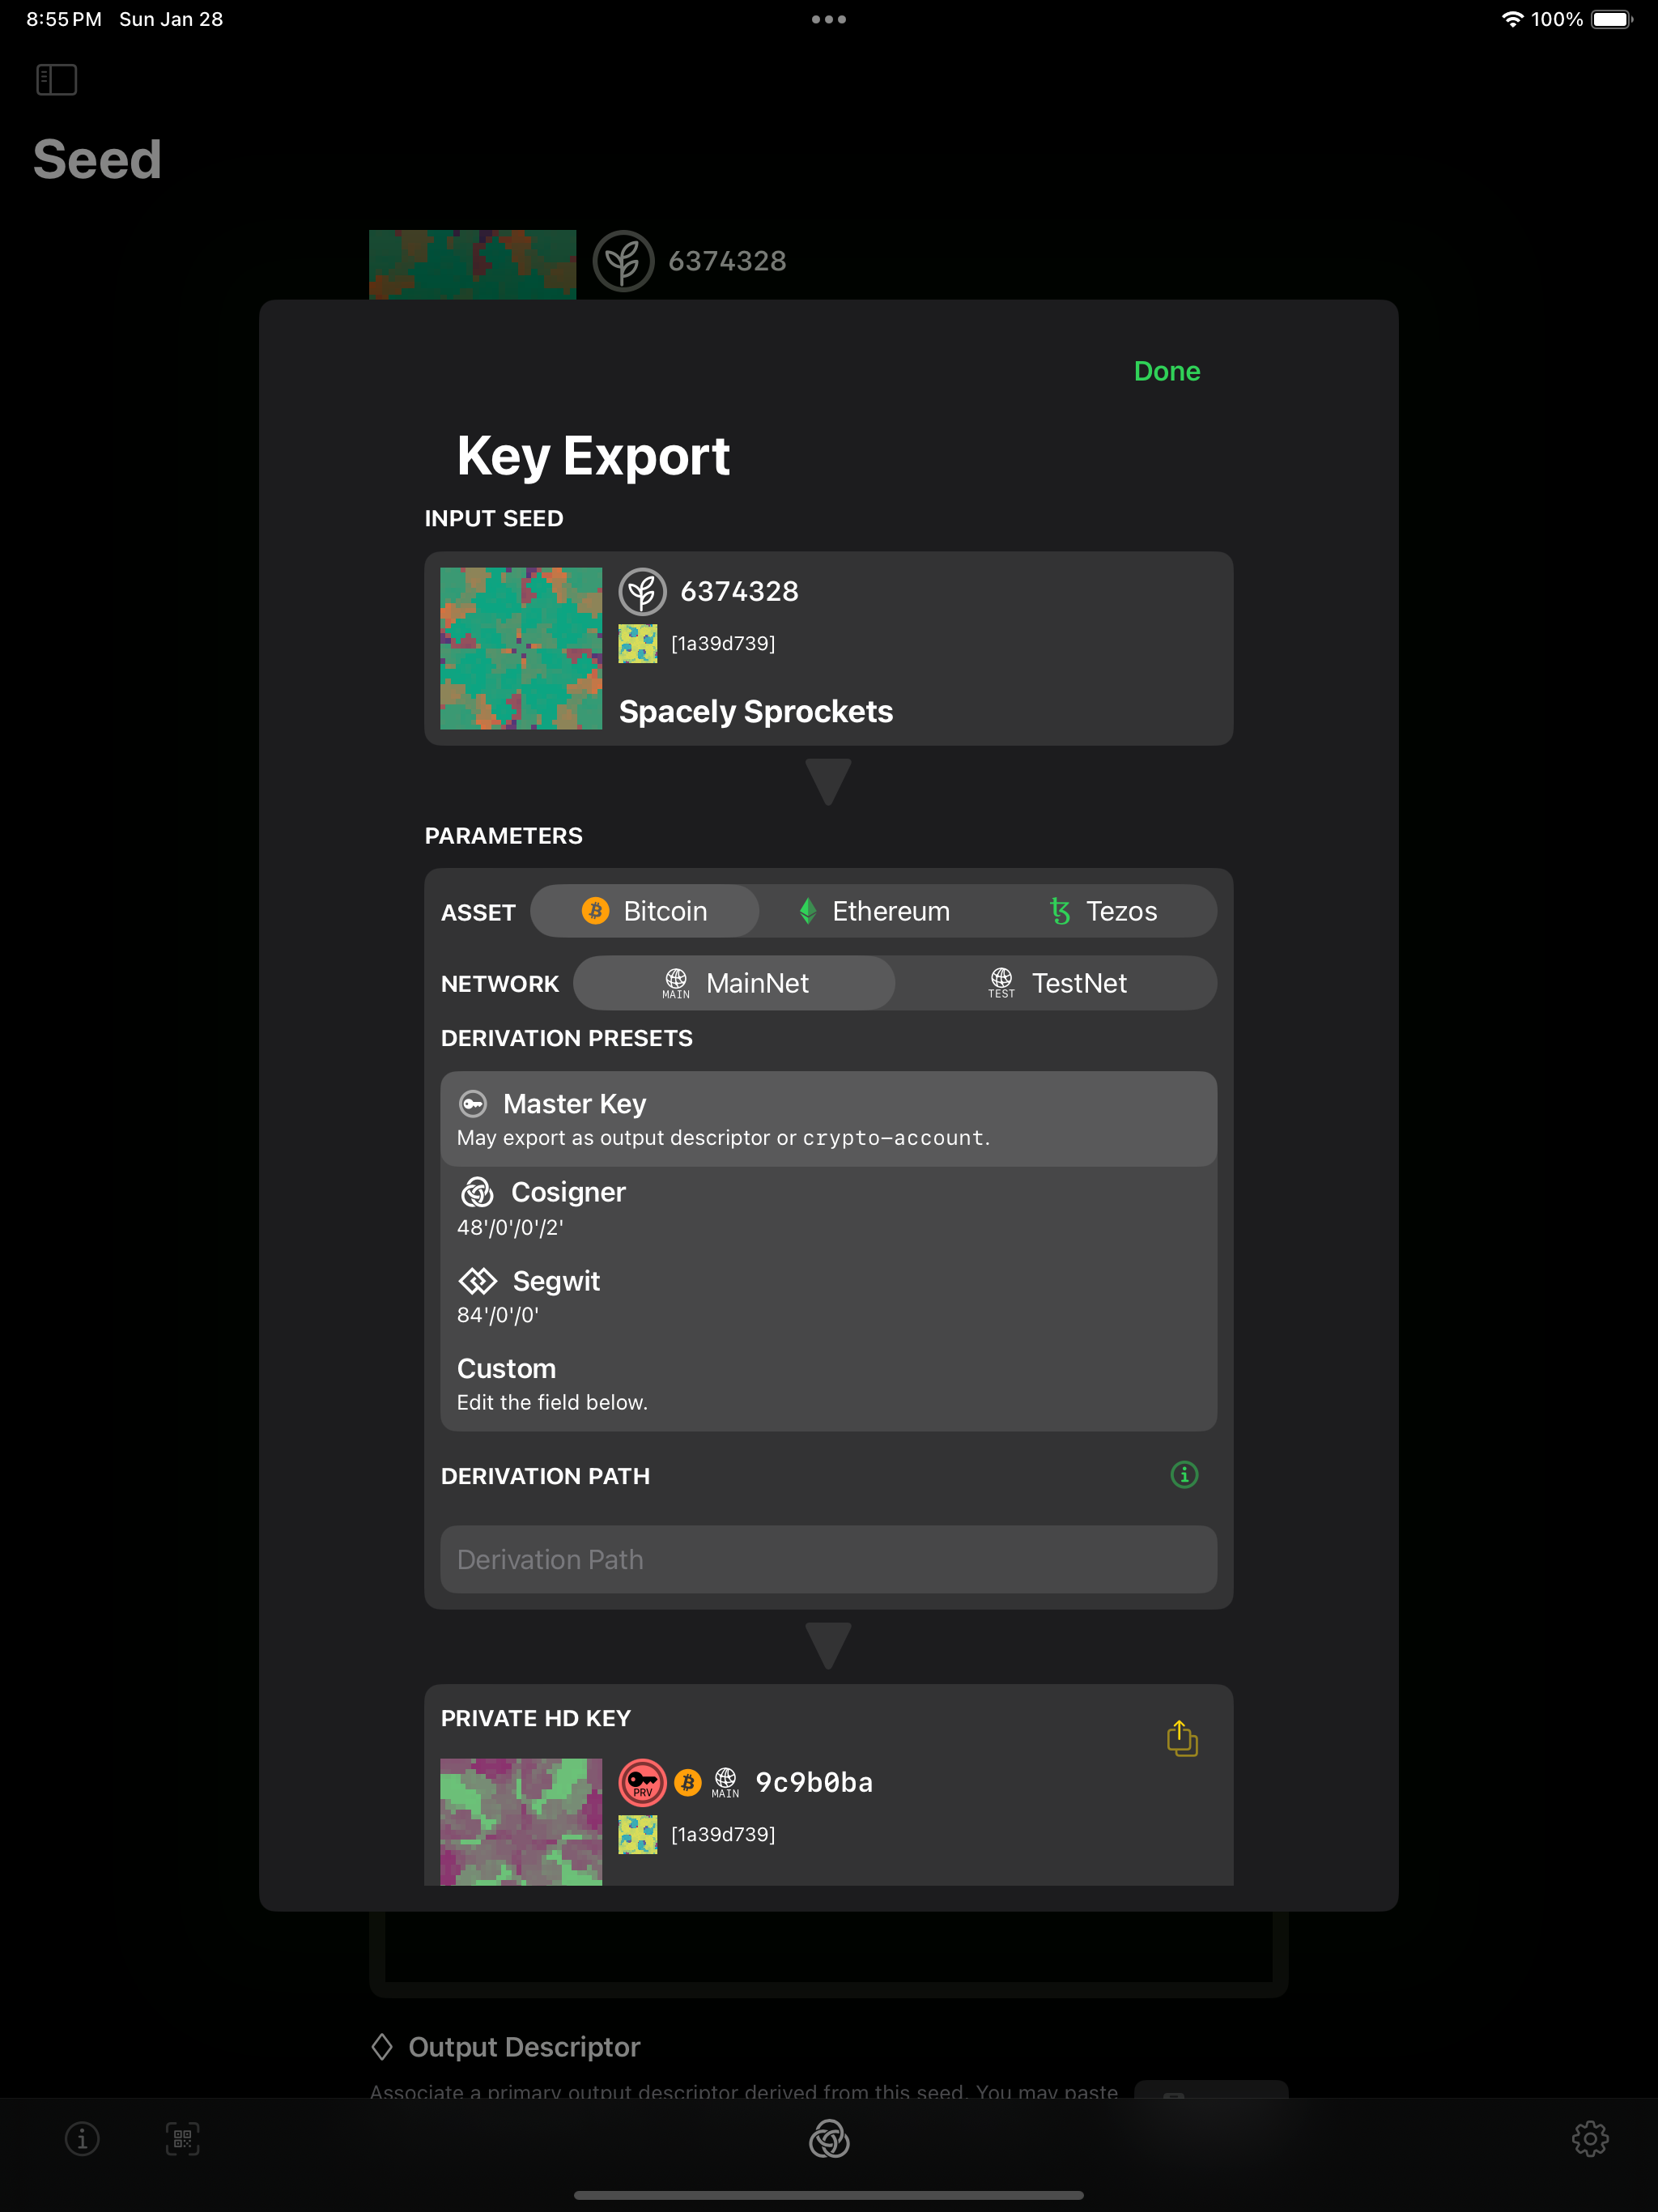 8:55 PM Sun Jan 28
100%
Seed
6374328
Done
Key Export
INPUT SEED
6374328
[1a39d739]
Spacely Sprockets
PARAMETERS
ASSET Bitcoin Ethereum Tezos
NETWORK MAIN MainNet TEST TestNet
DERIVATION PRESETS
Master Key
May export as output descriptor or crypto-account.
Cosigner
48'/0'/0'/2'
Segwit
84'/0'/0'
Custom
Edit the field below.
DERIVATION PATH
Derivation Path
PRIVATE HD KEY
PRV MAIN 9c9b0ba
[1a39d739]
Output Descriptor
Associate a primary output descriptor derived from this seed. You may paste